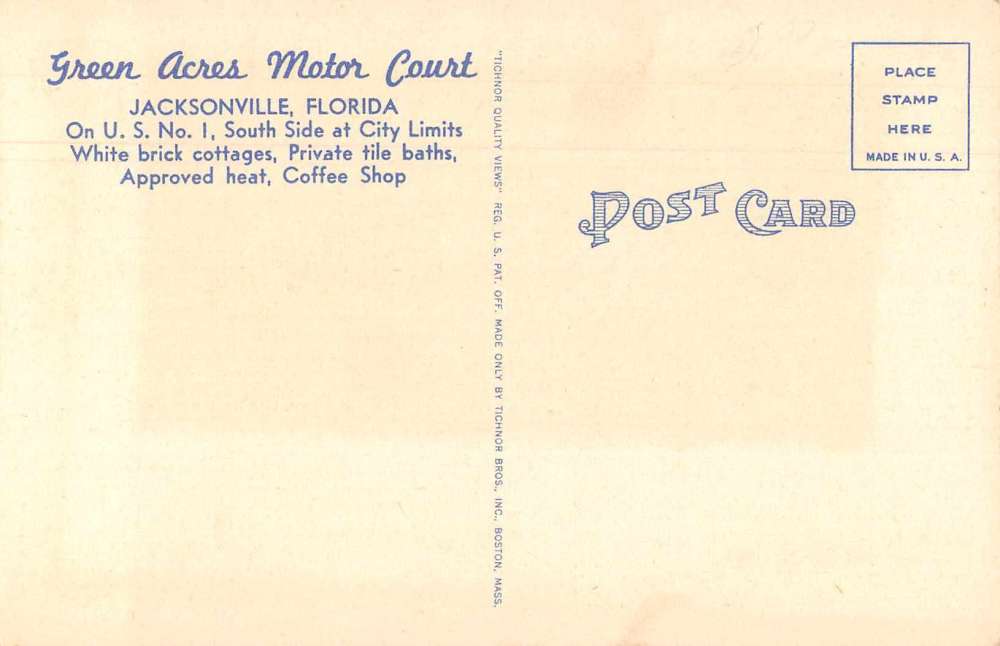 Green Acres Motor Court
JACKSONVILLE, FLORIDA
On U. S. No. 1, South Side at City Limits
White brick cottages, Private tile baths,
Approved heat, Coffee Shop
"TICHNOR QUALITY VIEWS" REG. U. S. PAT. OFF. MADE ONLY BY TICHNOR BROS., INC., BOSTON, MASS.
PLACE
STAMP
HERE
MADE IN U. S. A.
POST CARD